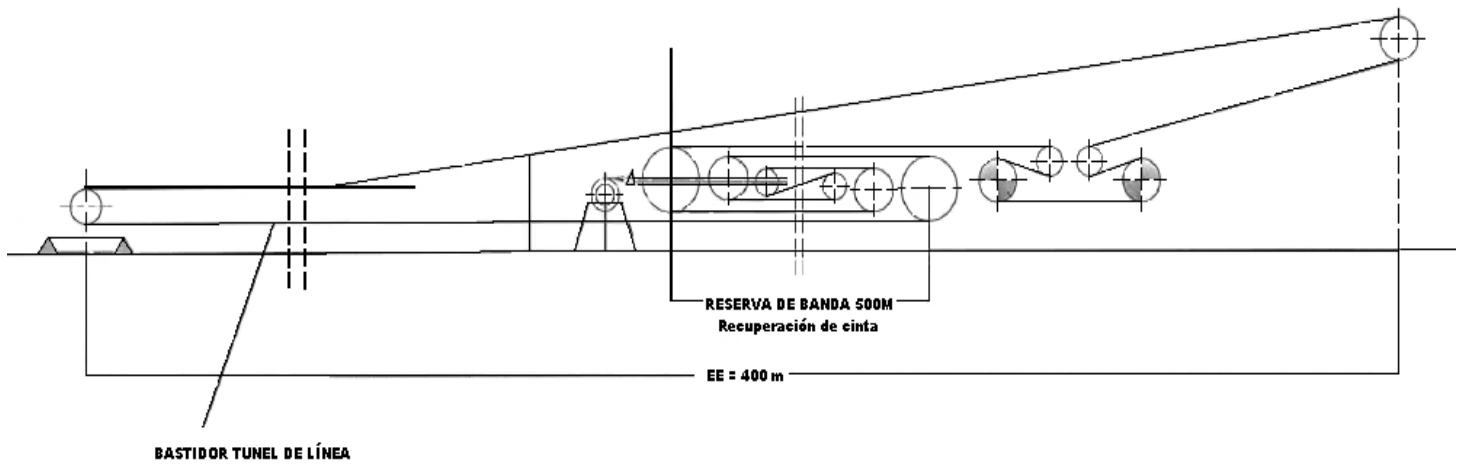 RESERVA DE BANDA 500M
Recuperación de cinta
EE = 400 m
BASTIDOR TUNEL DE LÍNEA